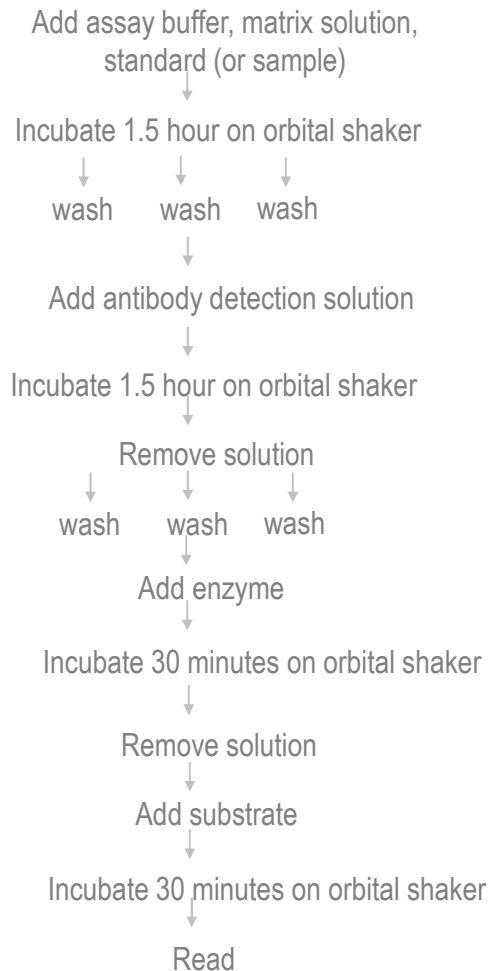 Add assay buffer, matrix solution,
standard (or sample)
Incubate 1.5 hour on orbital shaker
wash wash wash
Add antibody detection solution
Incubate 1.5 hour on orbital shaker
Remove solution
wash wash wash
Add enzyme
Incubate 30 minutes on orbital shaker
Remove solution
Add substrate
Incubate 30 minutes on orbital shaker
Read